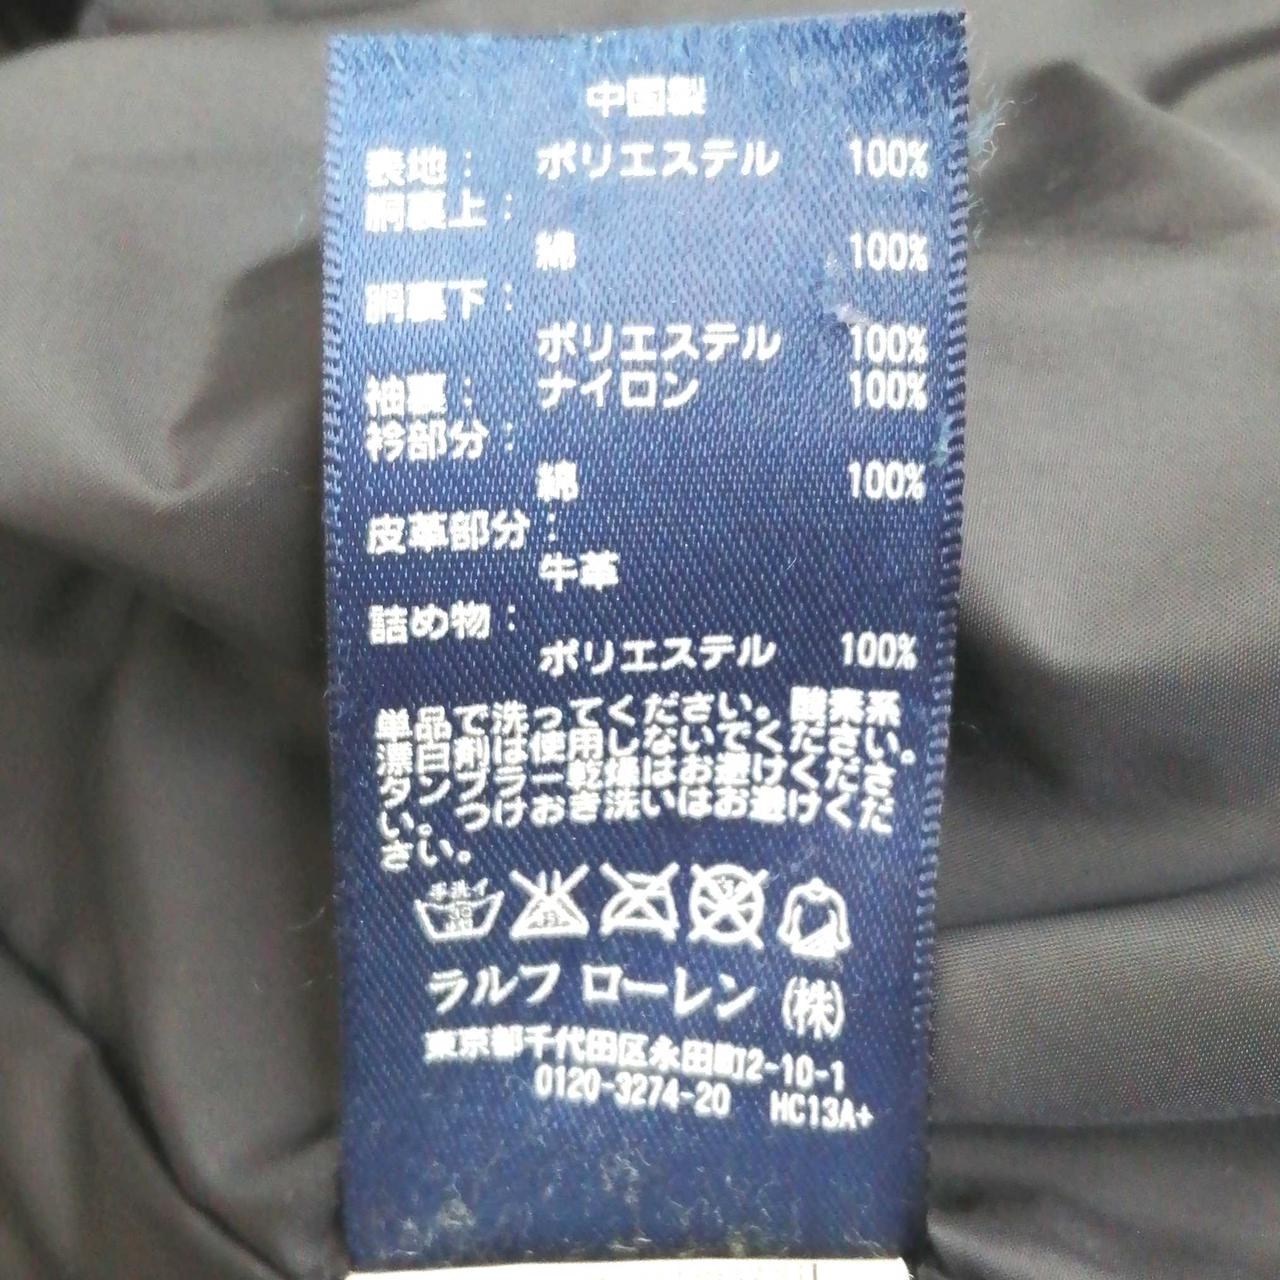 中国製
表地： ポリエステル 100%
胴裏上：
綿 100%
胴裏下：
ポリエステル 100%
袖裏： ナイロン 100%
衿部分：
綿 100%
皮革部分：
牛革
詰め物：
ポリエステル 100%
単品で洗ってください。酸素系
漂白剤は使用しないでください。
タンブラー乾燥はお避けくださ
い。つけおき洗いはお避けくだ
さい。
手洗イ
ラルフ ローレン (株)
東京都千代田区永田町2-10-1
0120-3274-20 HC13A+